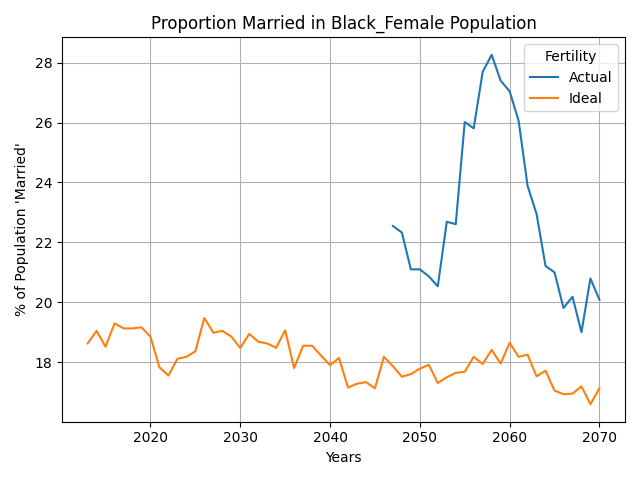 Proportion Married in Black_Female Population
% of Population 'Married'
28
26
24
22
20
18
Fertility
Actual
Ideal
2020 2030 2040 2050 2060 2070
Years